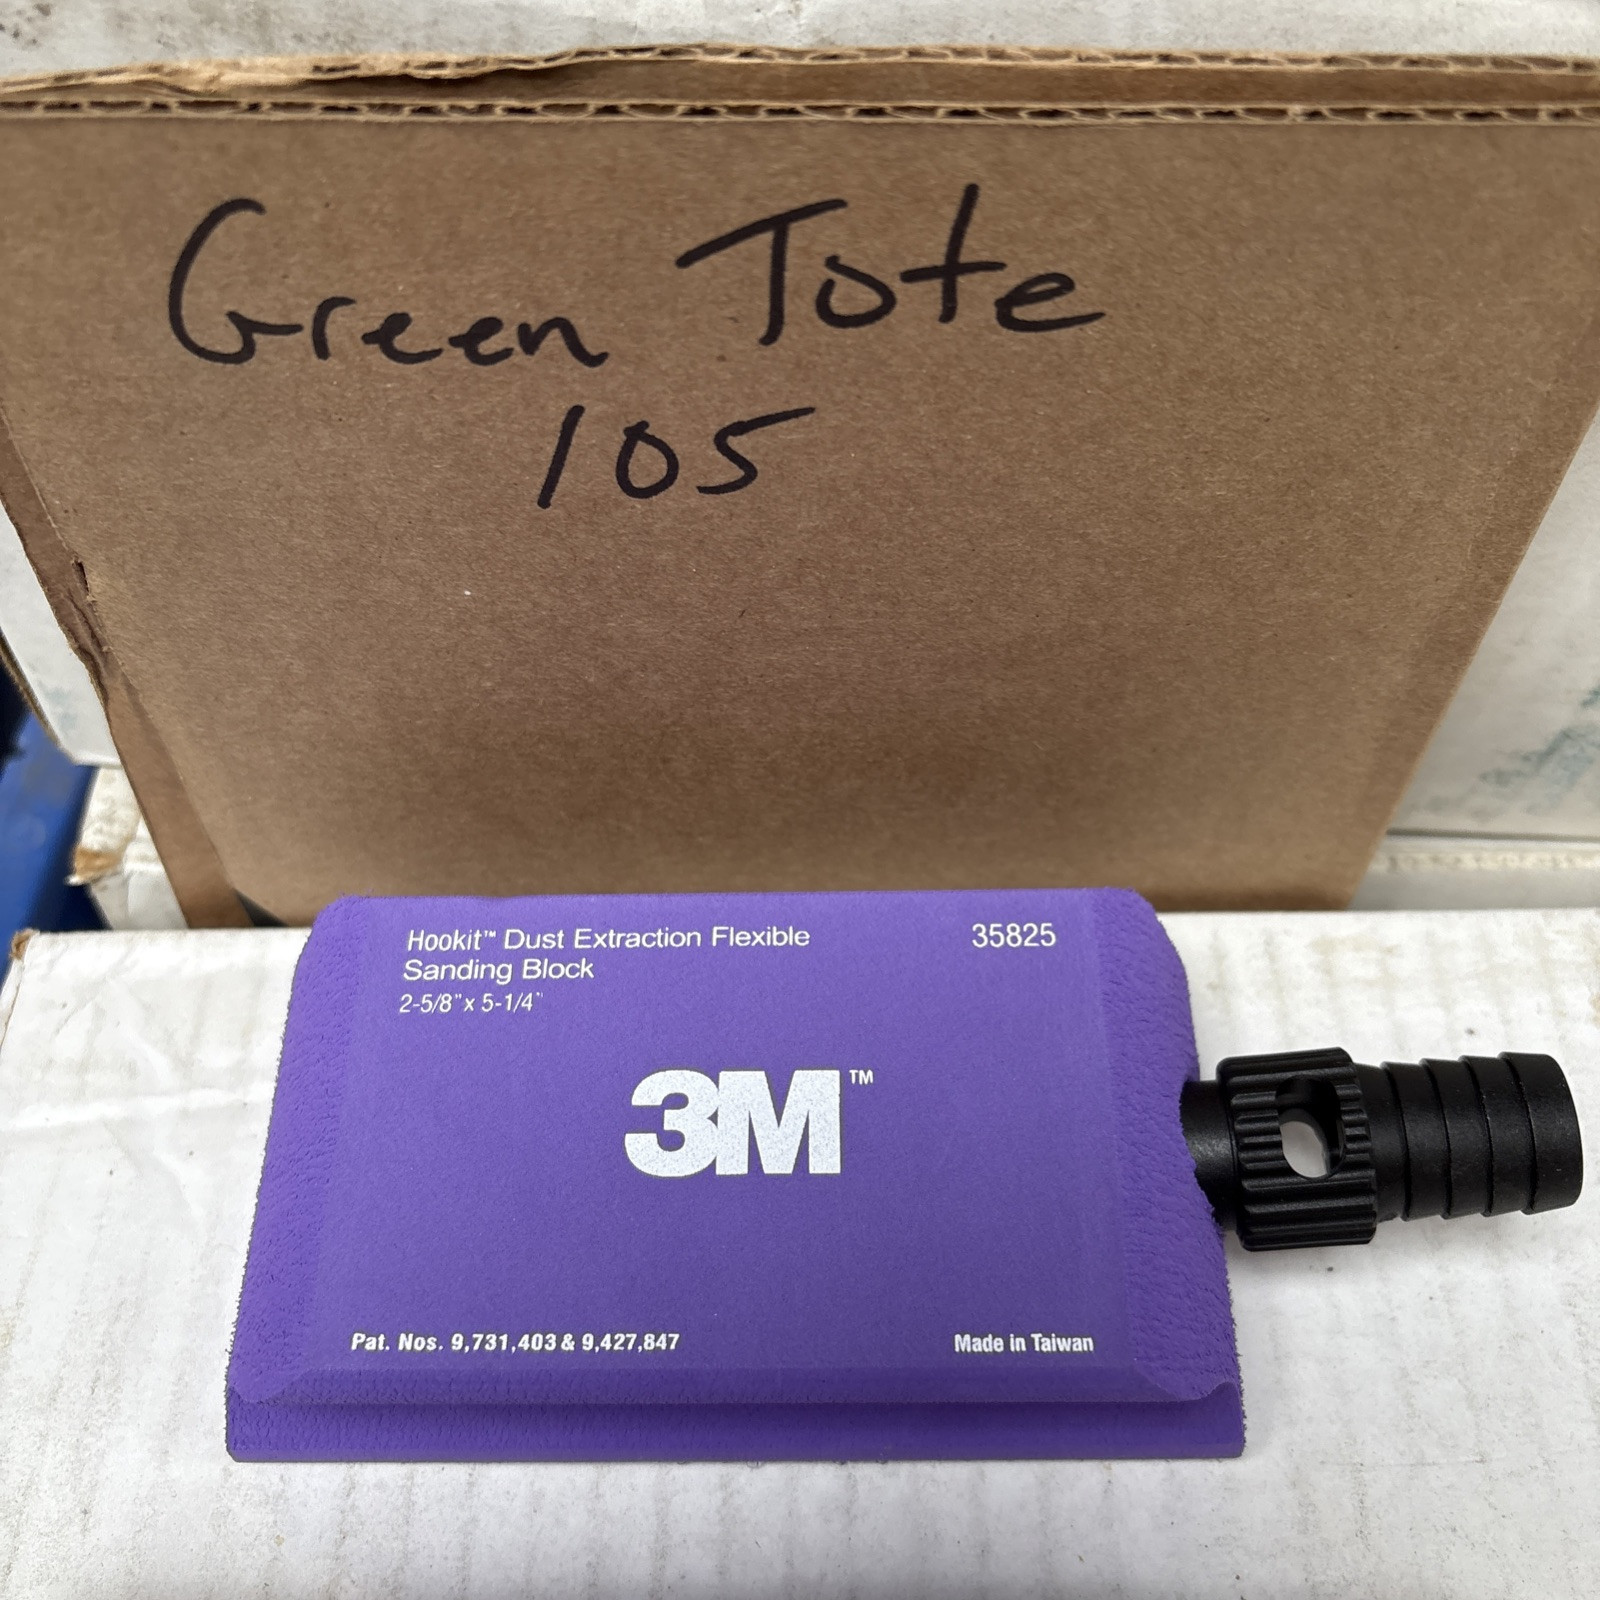 Green Tote
105
Hookit™ Dust Extraction Flexible
Sanding Block
2-5/8" x 5-1/4"
35825
3M™
Pat. Nos. 9,731,403 & 9,427,847
Made in Taiwan